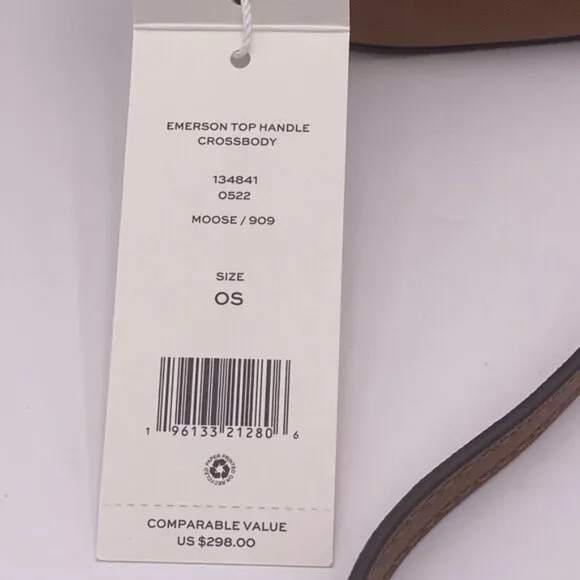 EMERSON TOP HANDLE
CROSSBODY
134841
0522
MOOSE / 909
SIZE
OS
1 96133 21280 6
PAPER PRINTED
ON RECYCLED
COMPARABLE VALUE
US $298.00